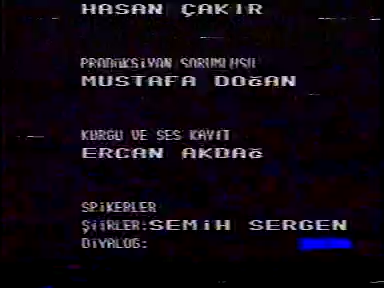 HASAN ÇAKIR
PRODÜKSİYON SORUMLUSU
MUSTAFA DOĞAN
KURGU VE SES KAYIT
ERCAN AKDAĞ
SPİKERLER
ŞİİRLER:SEMİH SERGEN
DİYALOG: